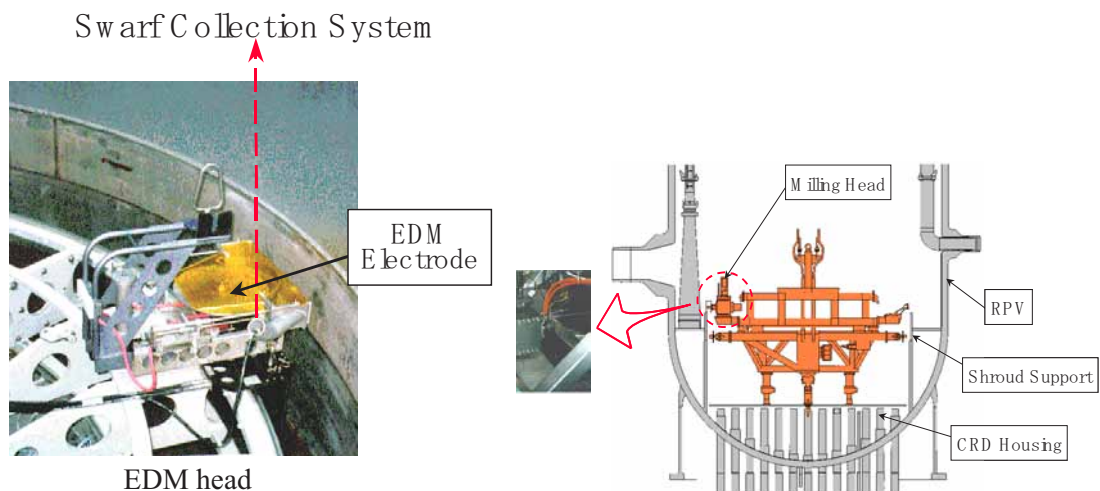 Swarf Collection System
EDM
Electrode
EDM head
Milling Head
RPV
Shroud Support
CRD Housing